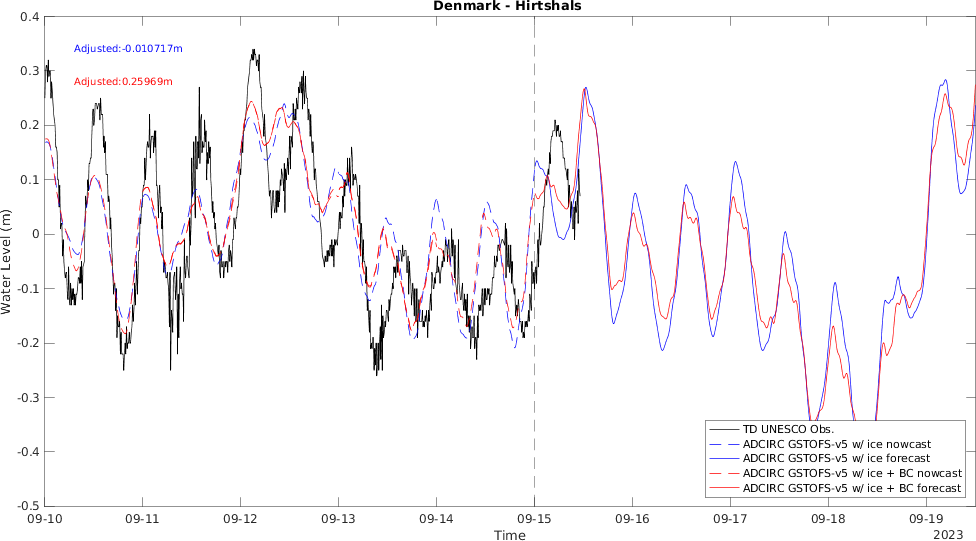 Denmark - Hirtshals
0.4
0.3
0.2
0.1
0
-0.1
-0.2
-0.3
-0.4
-0.5
Water Level (m)
Adjusted:-0.010717m
Adjusted:0.25969m
TD UNESCO Obs.
ADCIRC GSTOFS-v5 w/ ice nowcast
ADCIRC GSTOFS-v5 w/ ice forecast
ADCIRC GSTOFS-v5 w/ ice + BC nowcast
ADCIRC GSTOFS-v5 w/ ice + BC forecast
09-10 09-11 09-12 09-13 09-14 09-15 09-16 09-17 09-18 09-19
Time
2023